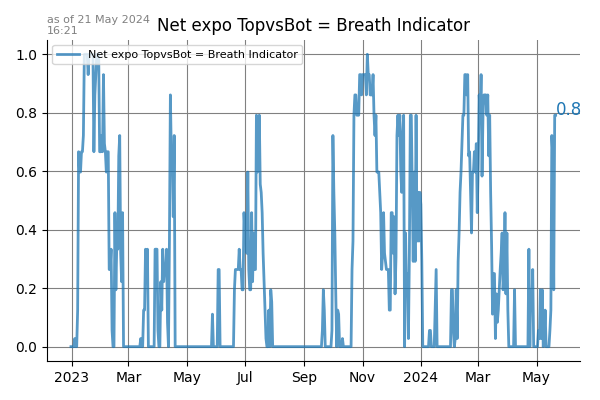 as of 21 May 2024
16:21
Net expo TopvsBot = Breath Indicator
Net expo TopvsBot = Breath Indicator
1.0
0.8
0.6
0.4
0.2
0.0
0.8
2023 Mar May Jul Sep Nov 2024 Mar May